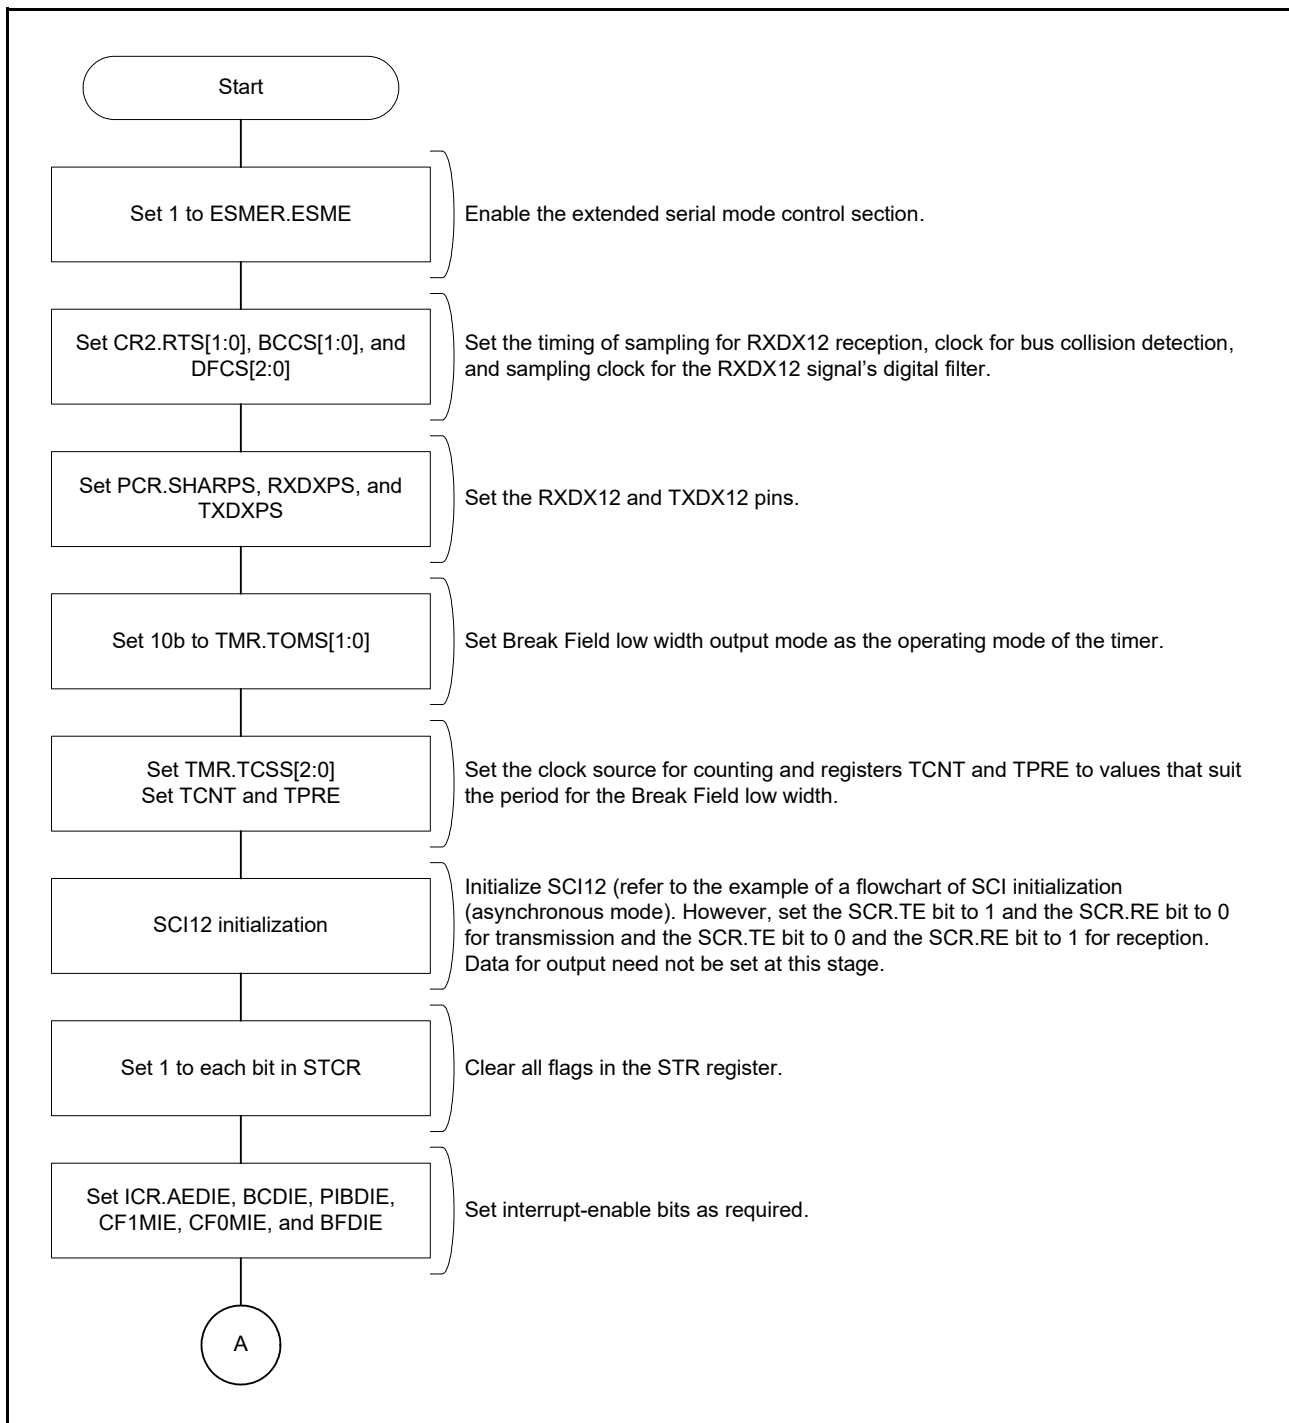 Start
Set 1 to ESMER.ESME
Enable the extended serial mode control section.
Set CR2.RTS[1:0], BCCS[1:0], and
DFCS[2:0]
Set the timing of sampling for RXDX12 reception, clock for bus collision detection,
and sampling clock for the RXDX12 signal’s digital filter.
Set PCR.SHARPS, RXDXPS, and
TXDXPS
Set the RXDX12 and TXDX12 pins.
Set 10b to TMR.TOMS[1:0]
Set Break Field low width output mode as the operating mode of the timer.
Set TMR.TCSS[2:0]
Set TCNT and TPRE
Set the clock source for counting and registers TCNT and TPRE to values that suit
the period for the Break Field low width.
SCI12 initialization
Initialize SCI12 (refer to the example of a flowchart of SCI initialization
(asynchronous mode). However, set the SCR.TE bit to 1 and the SCR.RE bit to 0
for transmission and the SCR.TE bit to 0 and the SCR.RE bit to 1 for reception.
Data for output need not be set at this stage.
Set 1 to each bit in STCR
Clear all flags in the STR register.
Set ICR.AEDIE, BCDIE, PIBDIE,
CF1MIE, CF0MIE, and BFDIE
Set interrupt-enable bits as required.
A